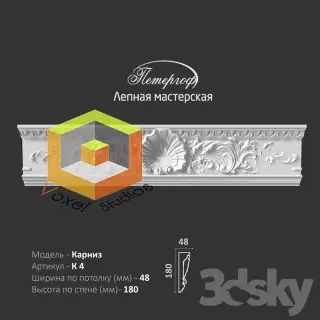 Петергоф
Лепная мастерская
Voxel Studios
Модель - Карниз
Артикул - К 4
Ширина по потолку (мм) - 48
Высота по стене (мм) - 180
48
180
3dsky